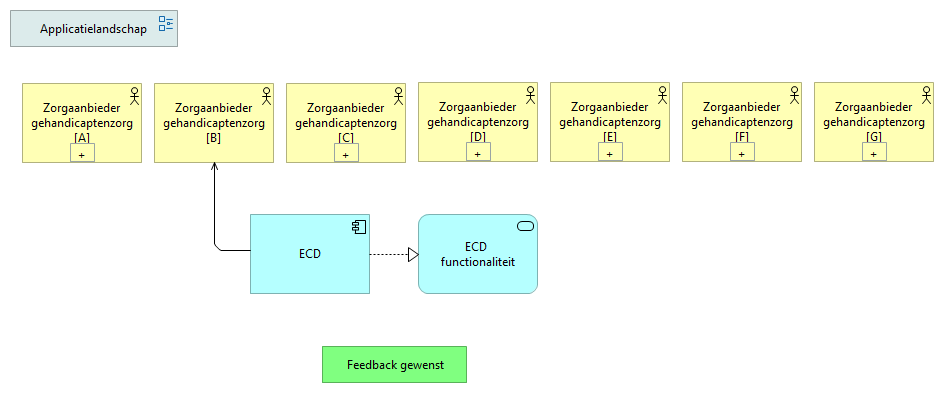 Applicatielandschap
Zorgaanbieder
gehandicaptenzorg
[A]
+
Zorgaanbieder
gehandicaptenzorg
[B]
Zorgaanbieder
gehandicaptenzorg
[C]
+
Zorgaanbieder
gehandicaptenzorg
[D]
+
Zorgaanbieder
gehandicaptenzorg
[E]
+
Zorgaanbieder
gehandicaptenzorg
[F]
+
Zorgaanbieder
gehandicaptenzorg
[G]
+
ECD
ECD
functionaliteit
Feedback gewenst